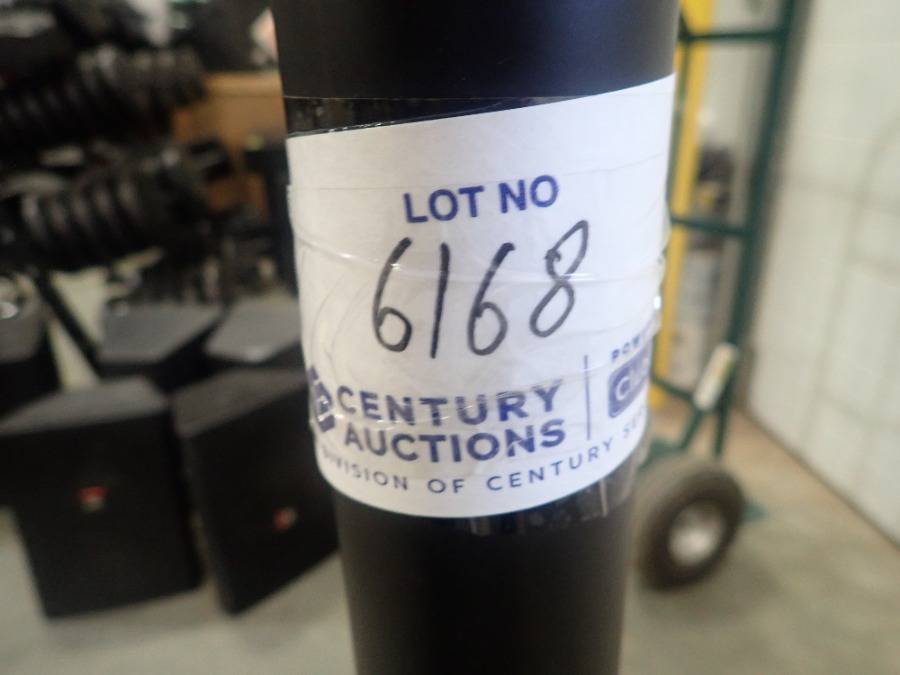 LOT NO
6168
CENTURY
AUCTIONS
DIVISION OF CENTURY